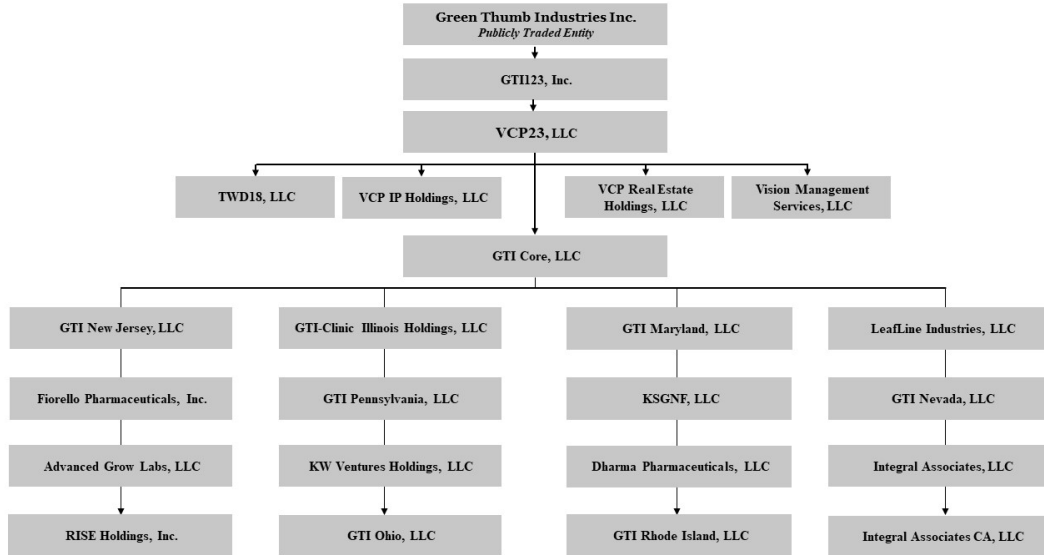 Green Thumb Industries Inc.
Publicly Traded Entity
GTI123, Inc.
VCP23, LLC
TWD18, LLC
VCP IP Holdings, LLC
VCP Real Estate
Holdings, LLC
Vision Management
Services, LLC
GTI Core, LLC
GTI New Jersey, LLC
GTI-Clinic Illinois Holdings, LLC
GTI Maryland, LLC
LeafLine Industries, LLC
Fiorello Pharmaceuticals, Inc.
GTI Pennsylvania, LLC
KSGNF, LLC
GTI Nevada, LLC
Advanced Grow Labs, LLC
KW Ventures Holdings, LLC
Dharma Pharmaceuticals, LLC
Integral Associates, LLC
RISE Holdings, Inc.
GTI Ohio, LLC
GTI Rhode Island, LLC
Integral Associates CA, LLC